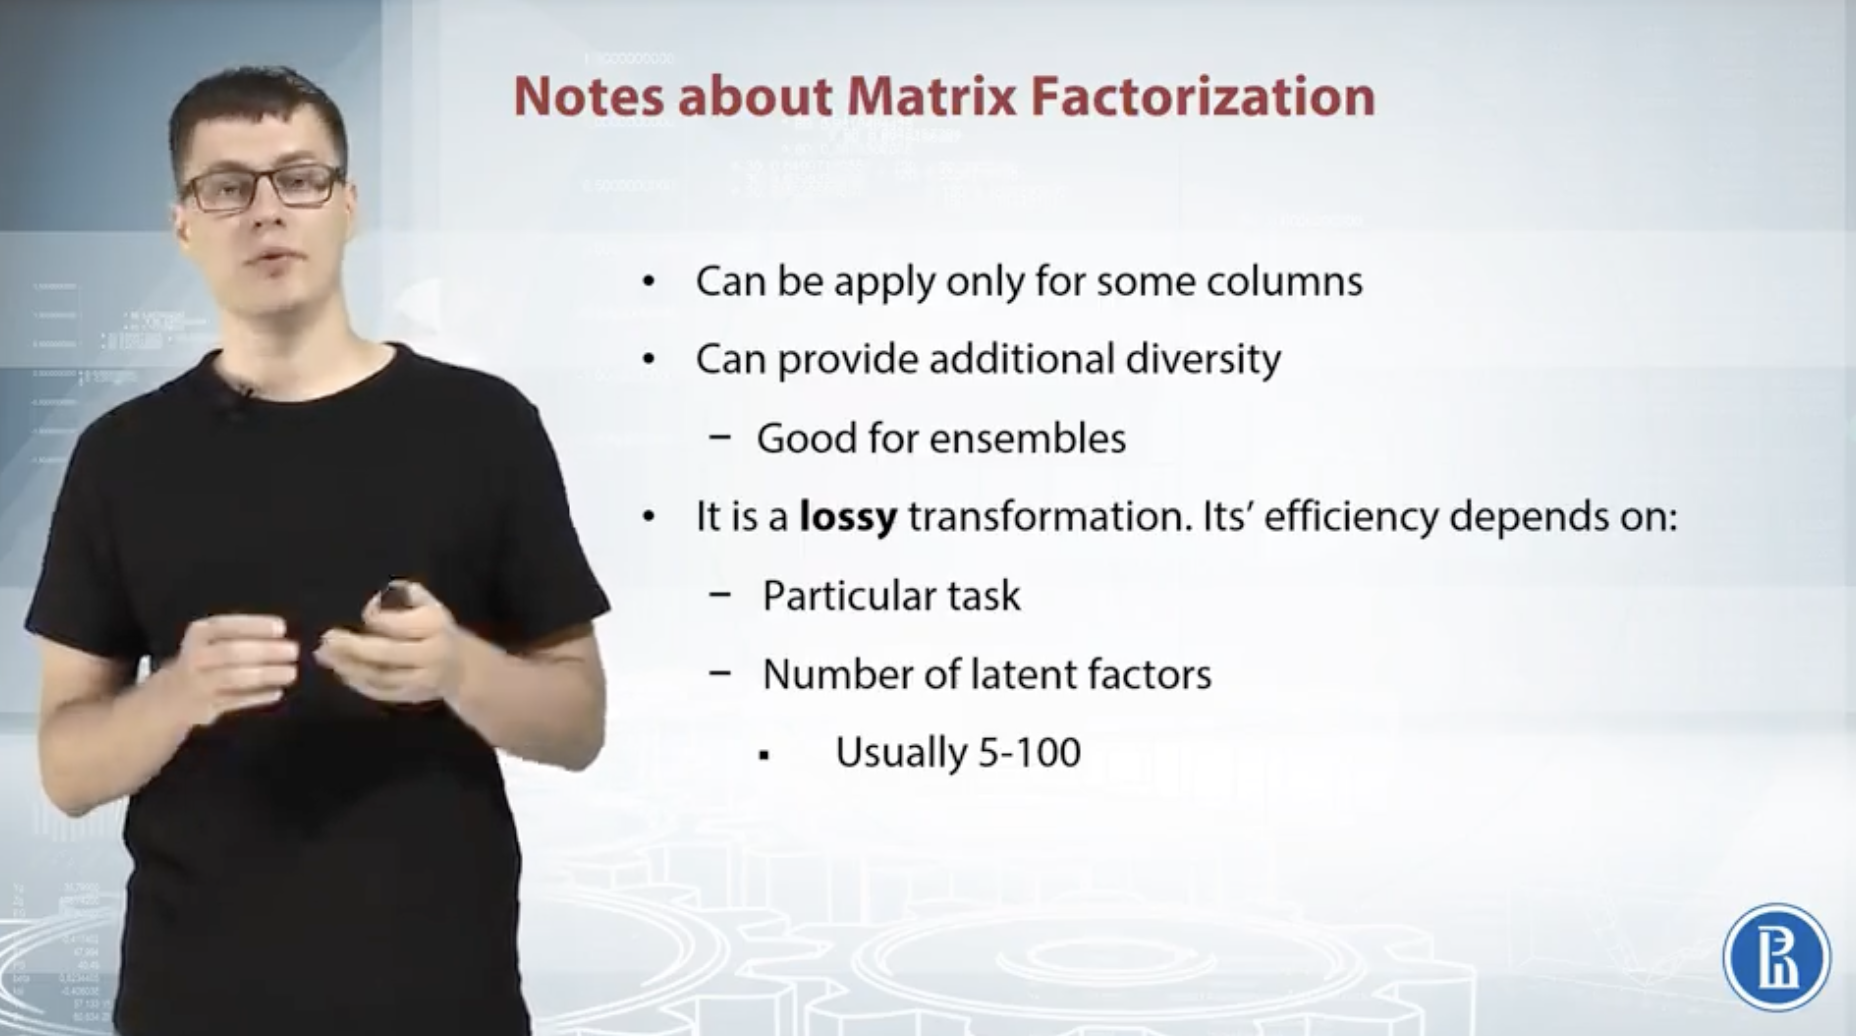 Notes about Matrix Factorization
• Can be apply only for some columns
• Can provide additional diversity
– Good for ensembles
• It is a lossy transformation. Its’ efficiency depends on:
– Particular task
– Number of latent factors
▪ Usually 5-100